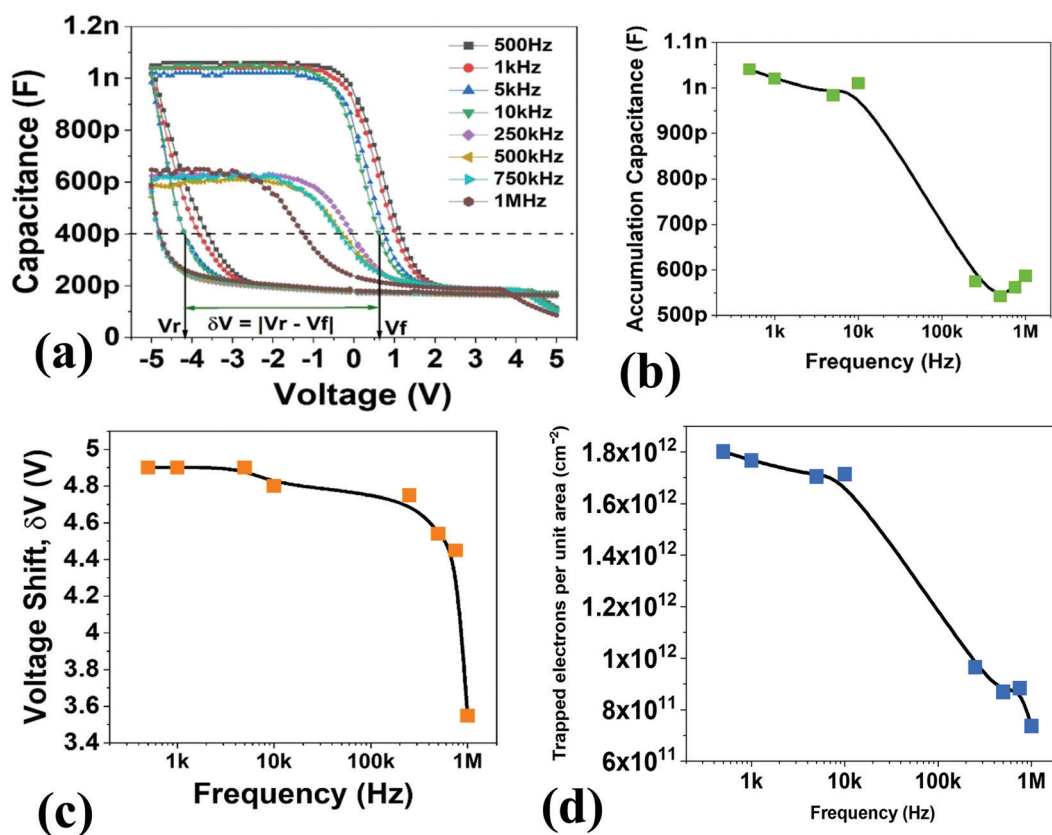 1.2n
1n
800p
600p
400p
200p
0
Capacitance (F)
500Hz
1kHz
5kHz
10kHz
250kHz
500kHz
750kHz
1MHz
Vr
δV = |Vr - Vf|
Vf
-5 -4 -3 -2 -1 0 1 2 3 4 5
Voltage (V)
(a)
1.1n
1n
900p
800p
700p
600p
500p
Accumulation Capacitance (F)
1k 10k 100k 1M
Frequency (Hz)
(b)
5
4.8
4.6
4.4
4.2
4
3.8
3.6
3.4
Voltage Shift, δV (V)
1k 10k 100k 1M
Frequency (Hz)
(c)
1.8x10¹²
1.6x10¹²
1.4x10¹²
1.2x10¹²
1x10¹²
8x10¹¹
6x10¹¹
Trapped electrons per unit area (cm⁻²)
1k 10k 100k 1M
Frequency (Hz)
(d)